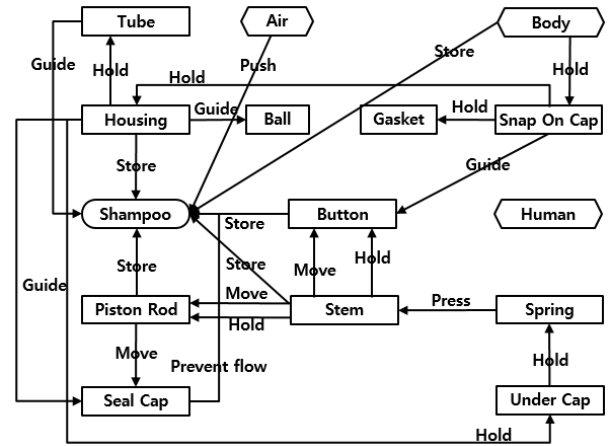 Tube
Air
Body
Guide
Hold
Push
Store
Hold
Hold
Housing
Guide
Ball
Gasket
Hold
Snap On Cap
Store
Guide
Shampoo
Store
Button
Human
Guide
Store
Store
Move
Hold
Piston Rod
Move
Hold
Stem
Press
Spring
Move
Prevent flow
Hold
Seal Cap
Under Cap
Hold